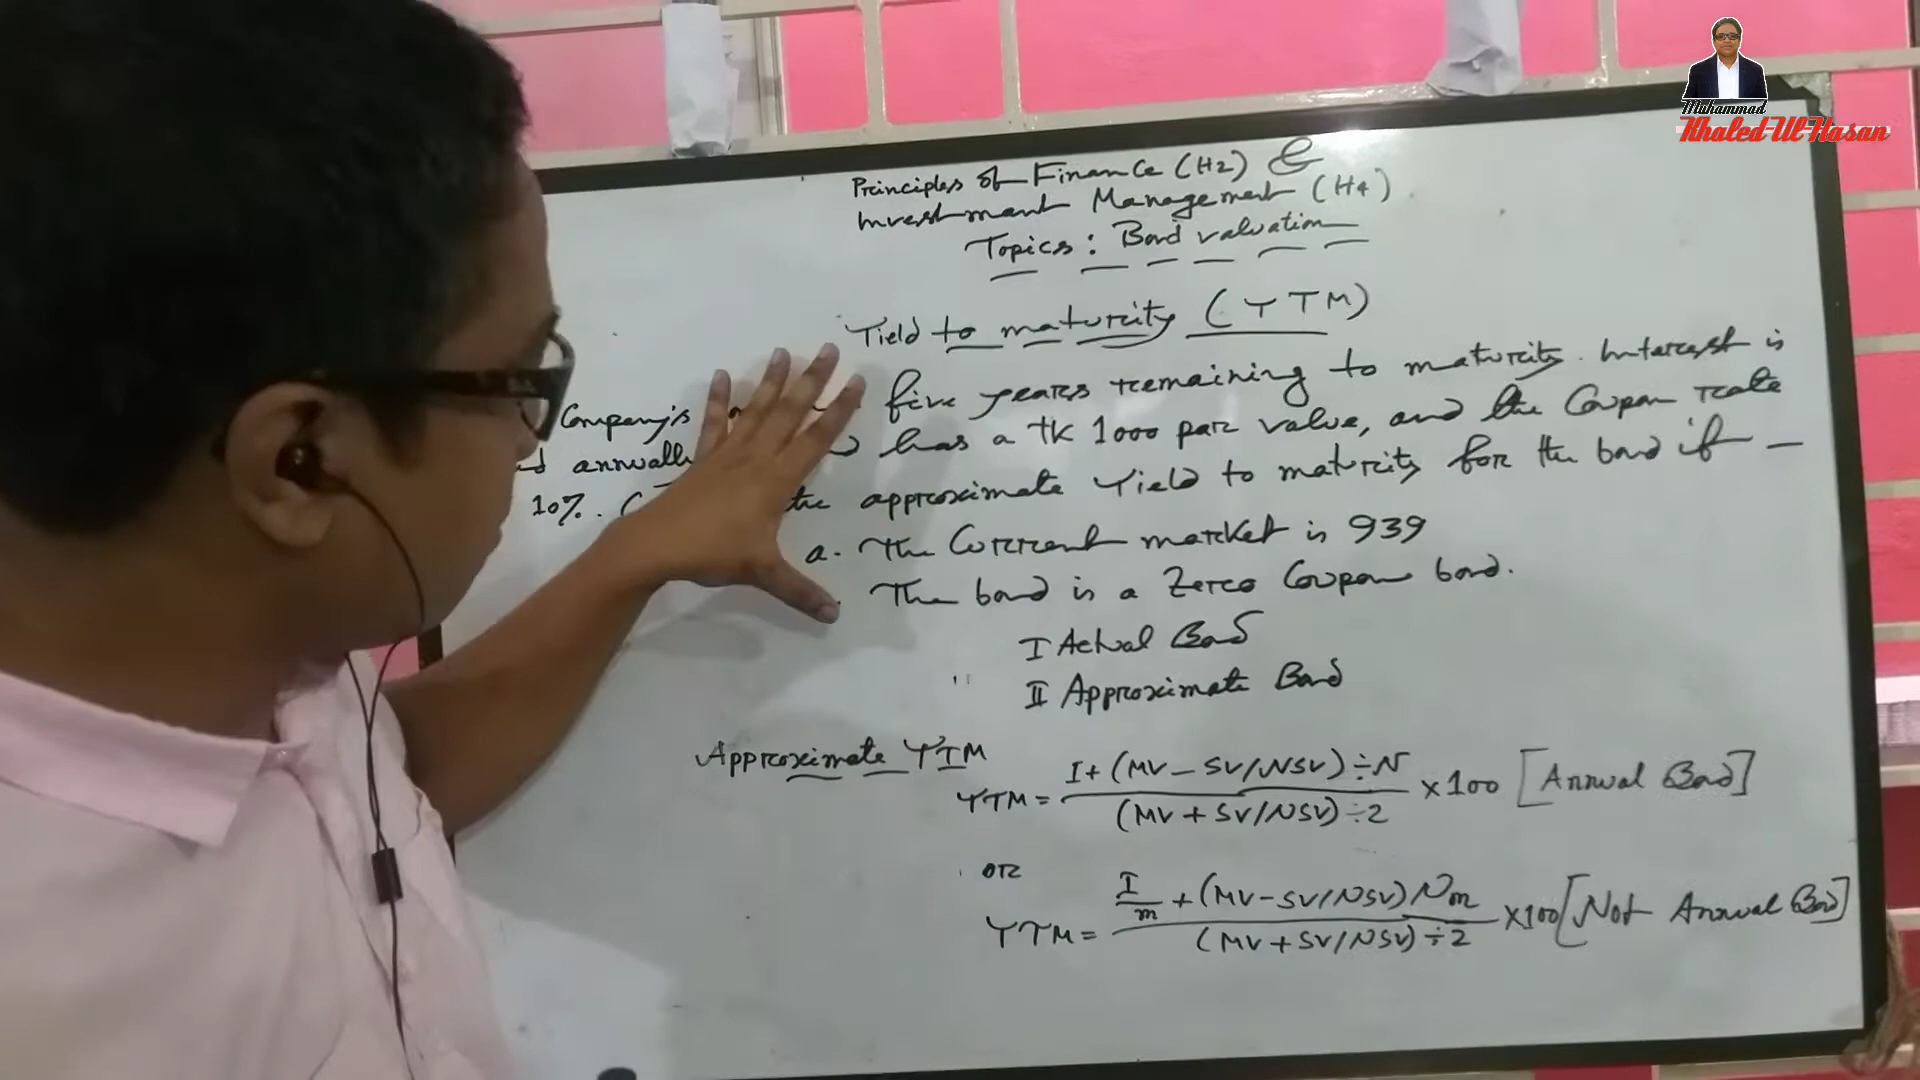 Muhammad
Khaled-Ul-Hasan
Principles of Finance (H2) &
Investment Management (H4)
Topics: Bond valuation
Yield to maturity (YTM)
Company's five years remaining to maturity. Interest is
annually has a tk 1000 par value, and the Coupon rate
10%. the approximate Yield to maturity for the bond if –
a. The Current market is 939
The bond is a Zero Coupon bond.
I Actual Bond
II Approximate Bond
Approximate YTM
YTM = I + (MV - SV/NSV) ÷ N / (MV + SV/NSV) ÷ 2 × 100 [Annual Bond]
or
YTM = I/m + (MV - SV/NSV) Nm / (MV + SV/NSV) ÷ 2 × 100 [Not Annual Bond]